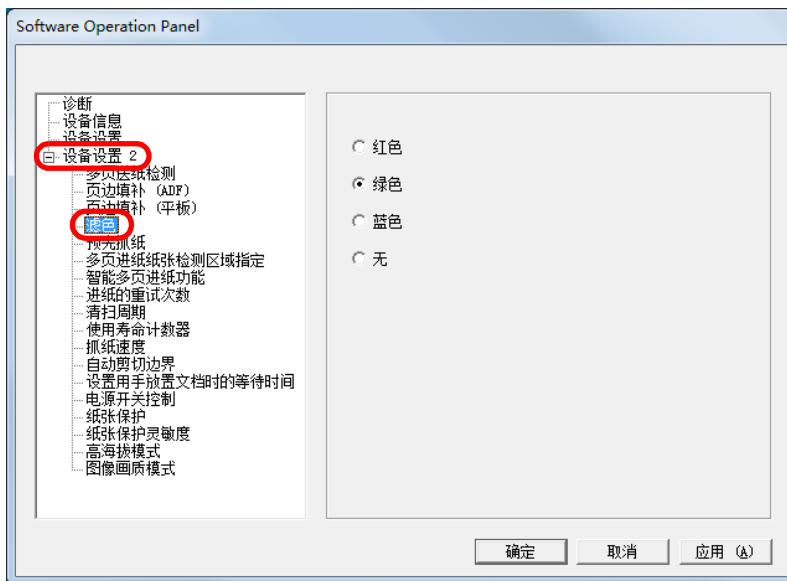 Software Operation Panel
诊断
设备信息
设备设置
设备设置 2
多页送纸检测
页边填补 (ADF)
页边填补 (平板)
滤色
预先抓纸
多页进纸纸张检测区域指定
智能多页进纸功能
进纸的重试次数
清扫周期
使用寿命计数器
抓纸速度
自动剪切边界
设置用手放置文档时的等待时间
电源开关控制
纸张保护
纸张保护灵敏度
高海拔模式
图像画质模式
红色
绿色
蓝色
无
确定
取消
应用 (A)